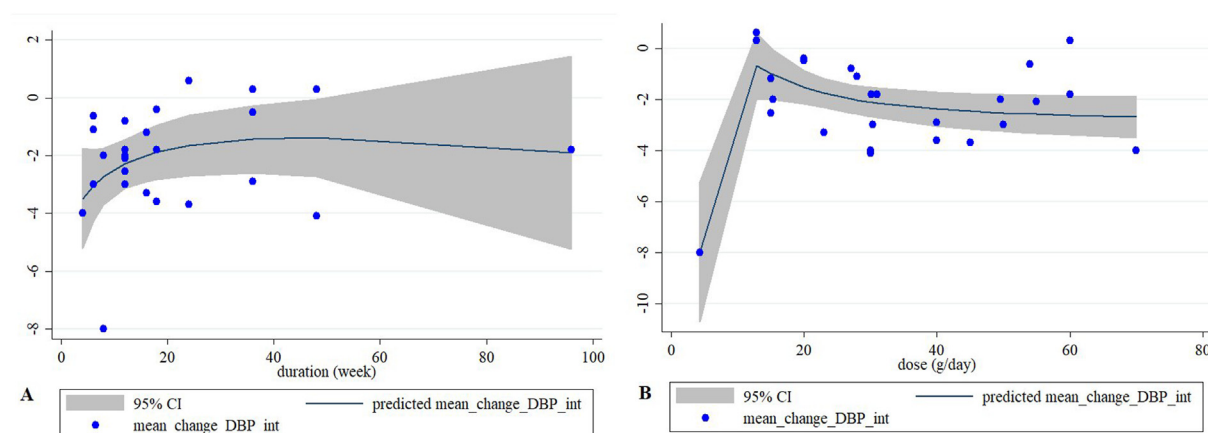 2
0
-2
-4
-6
-8
0
20
40
60
80
100
duration (week)
A
95% CI
predicted mean_change_DBP_int
mean_change_DBP_int
0
-2
-4
-6
-8
-10
0
20
40
60
80
dose (g/day)
B
95% CI
predicted mean_change_DBP_int
mean_change_DBP_int